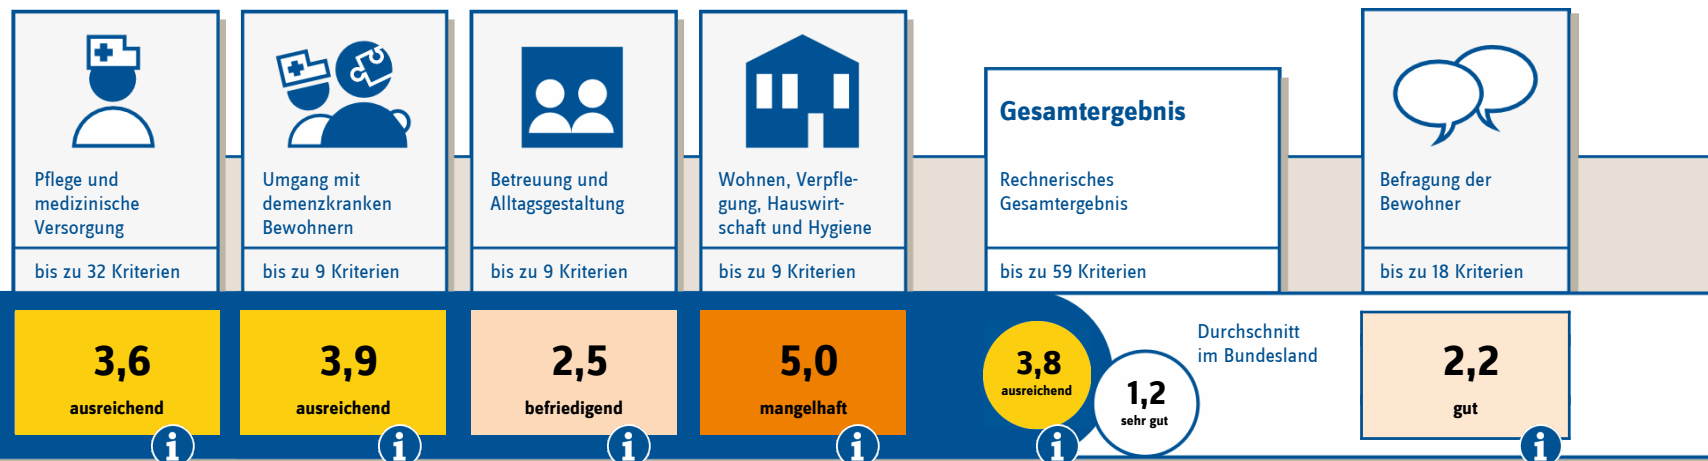 Pflege und
medizinische
Versorgung
bis zu 32 Kriterien
3,6
ausreichend
i
Umgang mit
demenzkranken
Bewohnern
bis zu 9 Kriterien
3,9
ausreichend
i
Betreuung und
Alltagsgestaltung
bis zu 9 Kriterien
2,5
befriedigend
i
Wohnen, Verpfle-
gung, Hauswirt-
schaft und Hygiene
bis zu 9 Kriterien
5,0
mangelhaft
i
Gesamtergebnis
Rechnerisches
Gesamtergebnis
bis zu 59 Kriterien
3,8
ausreichend
i
1,2
sehr gut
Durchschnitt
im Bundesland
Befragung der
Bewohner
bis zu 18 Kriterien
2,2
gut
i